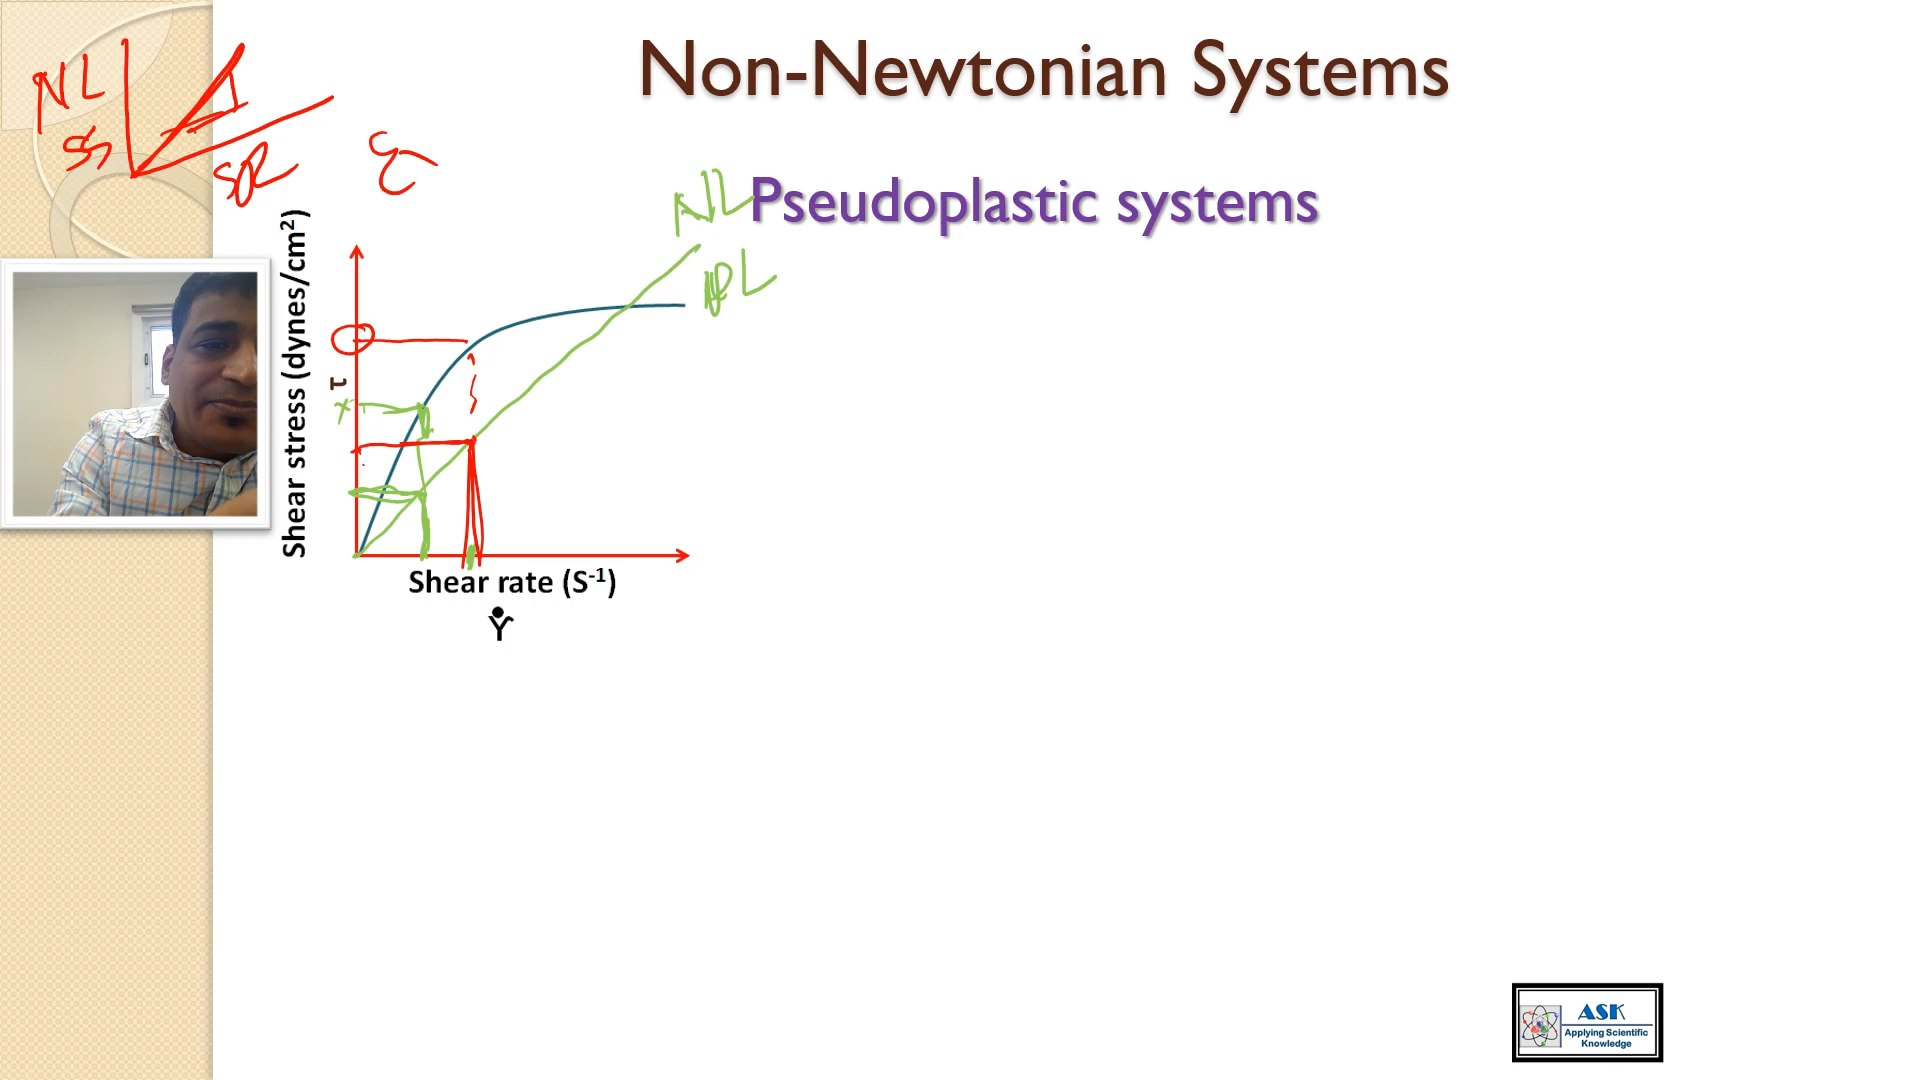 Non-Newtonian Systems
NL
SS
SR
Pseudoplastic systems
NL
PL
Shear stress (dynes/cm²)
τ
x
Shear rate (S⁻¹)
γ̇
ASK
Applying Scientific
Knowledge